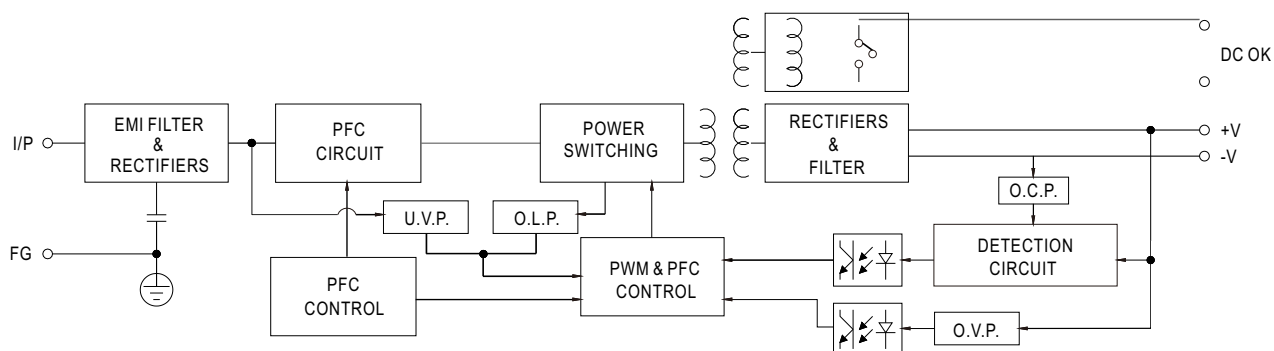 DC OK
I/P
EMI FILTER
&
RECTIFIERS
PFC
CIRCUIT
POWER
SWITCHING
RECTIFIERS
&
FILTER
+V
-V
O.C.P.
U.V.P.
O.L.P.
FG
DETECTION
CIRCUIT
PFC
CONTROL
PWM & PFC
CONTROL
O.V.P.